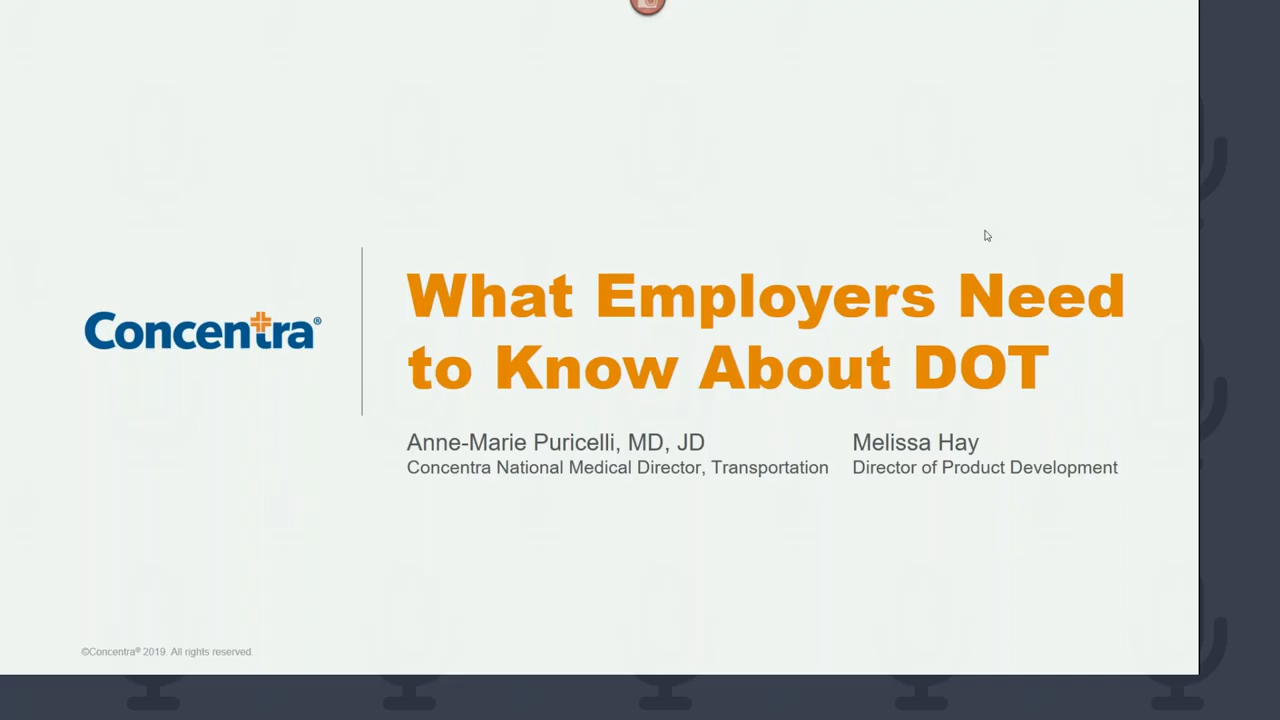 Concentra®
What Employers Need
to Know About DOT
Anne-Marie Puricelli, MD, JD
Concentra National Medical Director, Transportation
Melissa Hay
Director of Product Development
©Concentra® 2019. All rights reserved.